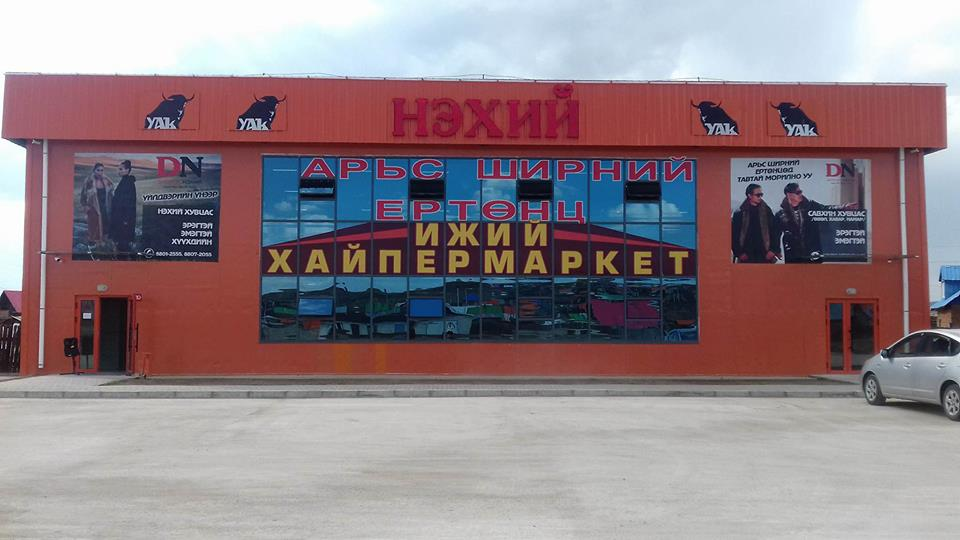 НЭХИЙ
YAK
YAK
YAK
YAK
DN
ҮЙЛДВЭРИЙН ҮНЭЭР
НЭХИЙ ХУВЦАС
ЭРЭГТЭЙ
ЭМЭГТЭЙ
ХҮҮХДИЙН
8801-2555, 8807-2055
АРЬС ШИРНИЙ
ЕРТӨНЦ
ИЖИЙ
ХАЙПЕРМАРКЕТ
АРЬС ШИРНИЙ
ЕРТӨНЦӨД
ТАВТАЙ МОРИЛНО УУ
DN
САВХИН ХУВЦАС
ЭРЭГТЭЙ
ЭМЭГТЭЙ